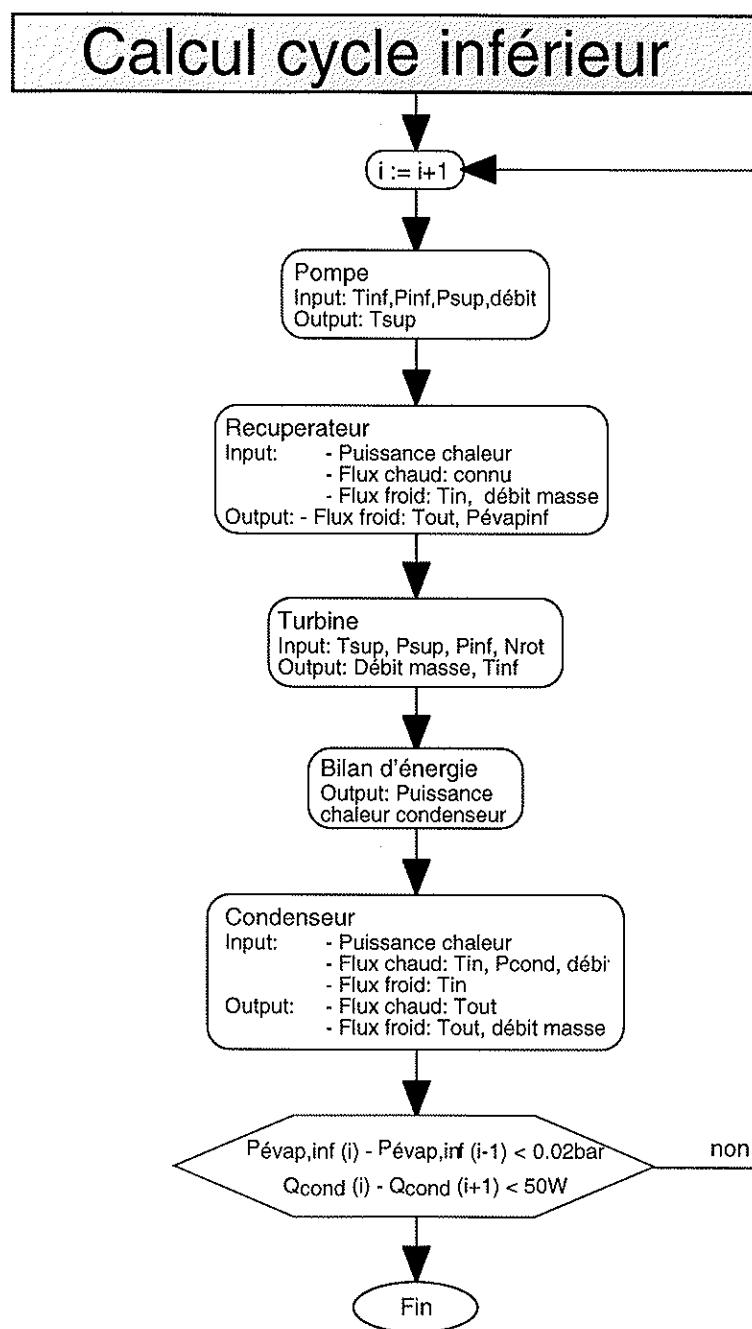 Calcul cycle inférieur
i := i+1
Pompe
Input: Tinf,Pinf,Psup,débit
Output: Tsup
Recuperateur
Input: - Puissance chaleur
- Flux chaud: connu
- Flux froid: Tin, débit masse
Output: - Flux froid: Tout, Pévapinf
Turbine
Input: Tsup, Psup, Pinf, Nrot
Output: Débit masse, Tinf
Bilan d'énergie
Output: Puissance
chaleur condenseur
Condenseur
Input: - Puissance chaleur
- Flux chaud: Tin, Pcond, débi
- Flux froid: Tin
Output: - Flux chaud: Tout
- Flux froid: Tout, débit masse
Pévap,inf (i) - Pévap,inf (i-1) < 0.02bar
non
Qcond (i) - Qcond (i+1) < 50W
Fin